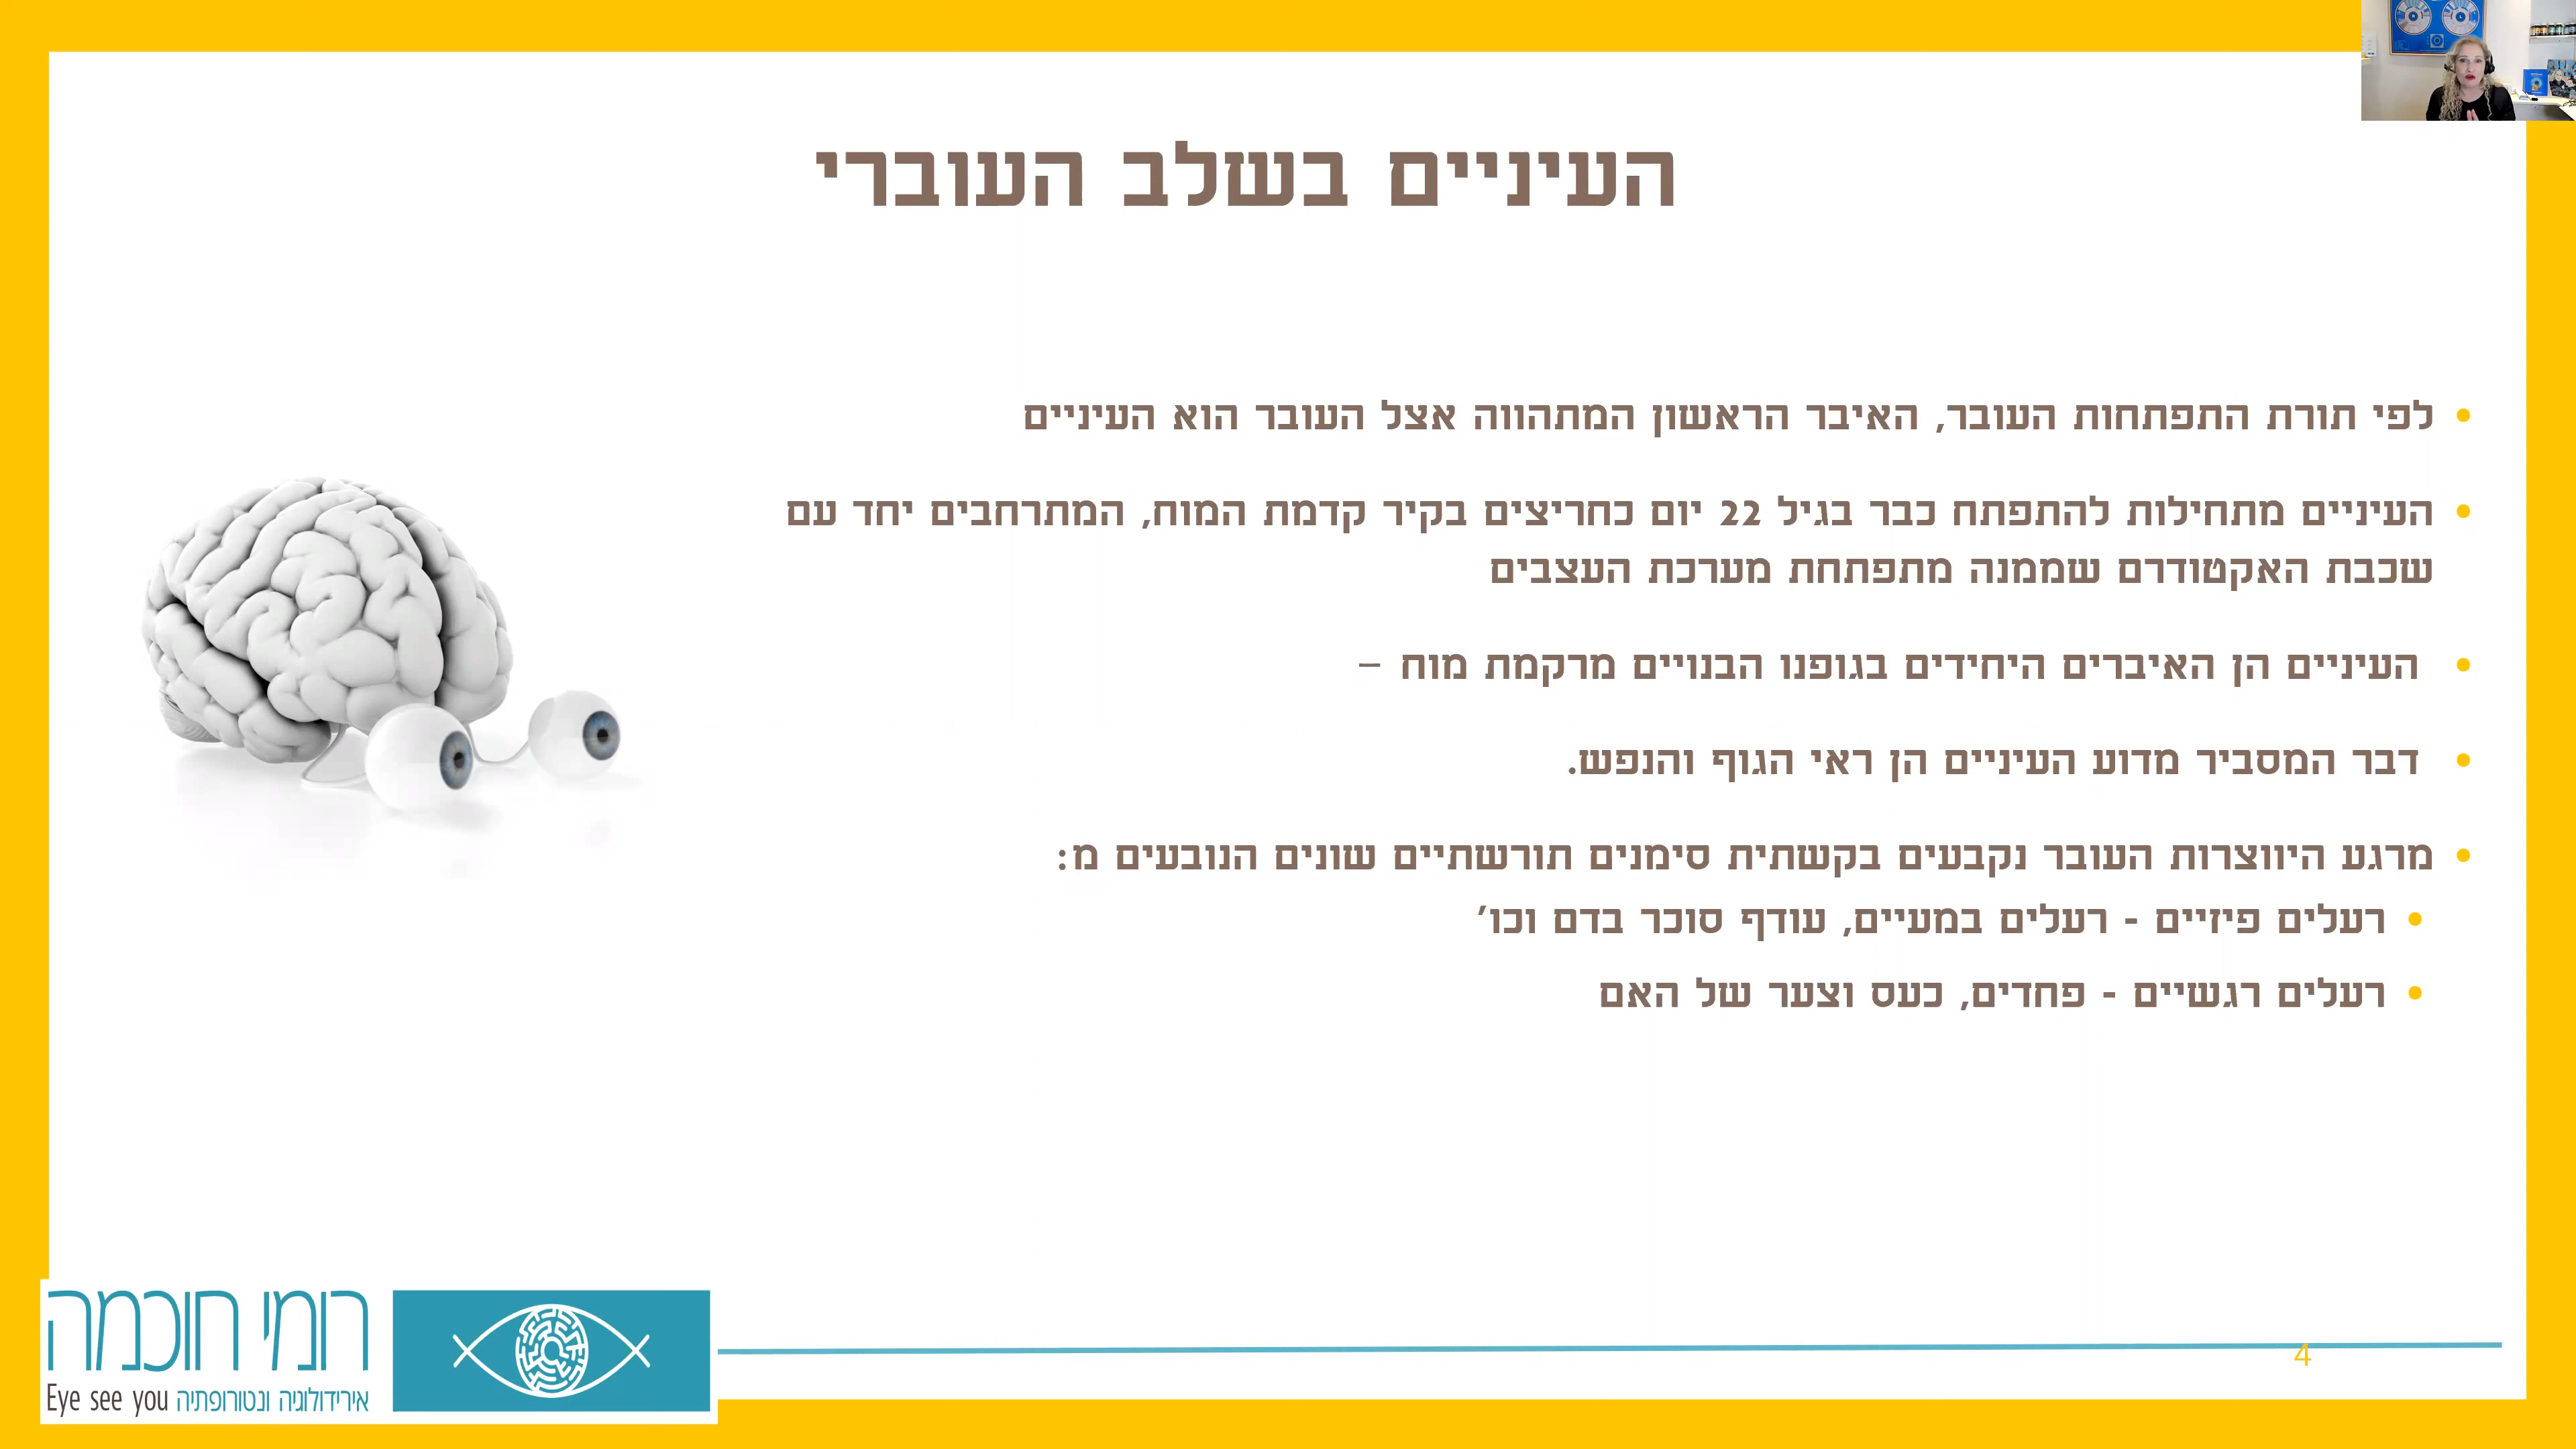 העיניים בשלב העוברי
• לפי תורת התפתחות העובר, האיבר הראשון המתהווה אצל העובר הוא העיניים
• העיניים מתחילות להתפתח כבר בגיל 22 יום כחריצים בקיר קדמת המוח, המתרחבים יחד עם
שכבת האקטודרם שממנה מתפתחת מערכת העצבים
• העיניים הן האיברים היחידים בגופנו הבנויים מרקמת מוח –
• דבר המסביר מדוע העיניים הן ראי הגוף והנפש.
• מרגע היווצרות העובר נקבעים בקשתית סימנים תורשתיים שונים הנובעים מ:
• רעלים פיזיים - רעלים במעיים, עודף סוכר בדם וכו'
• רעלים רגשיים - פחדים, כעס וצער של האם
רומי חוכמה
אירידולוגיה ונטורופתיה Eye see you
4